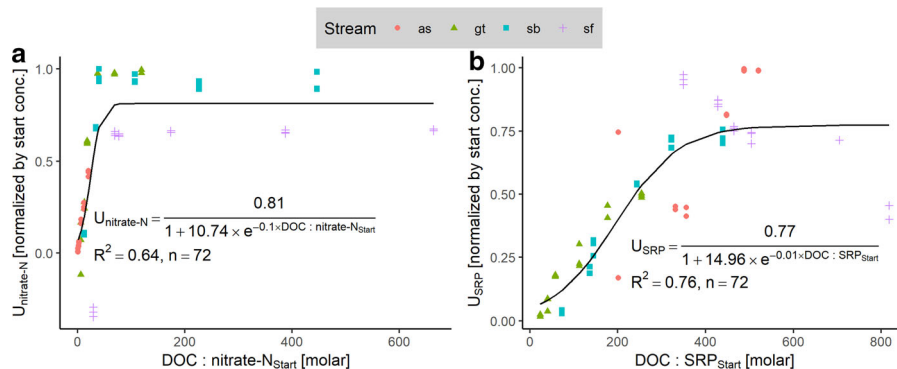 Stream as gt sb sf
a
1.0
0.5
0.0
U_nitrate-N [normalized by start conc.]
U_nitrate-N = 0.81 / (1 + 10.74 × e^(−0.1×DOC : nitrate-N_Start))
R² = 0.64, n = 72
0 200 400 600
DOC : nitrate-N_Start [molar]
b
1.00
0.75
0.50
0.25
0.00
U_SRP [normalized by start conc.]
U_SRP = 0.77 / (1 + 14.96 × e^(−0.01×DOC : SRP_Start))
R² = 0.76, n = 72
0 200 400 600 800
DOC : SRP_Start [molar]